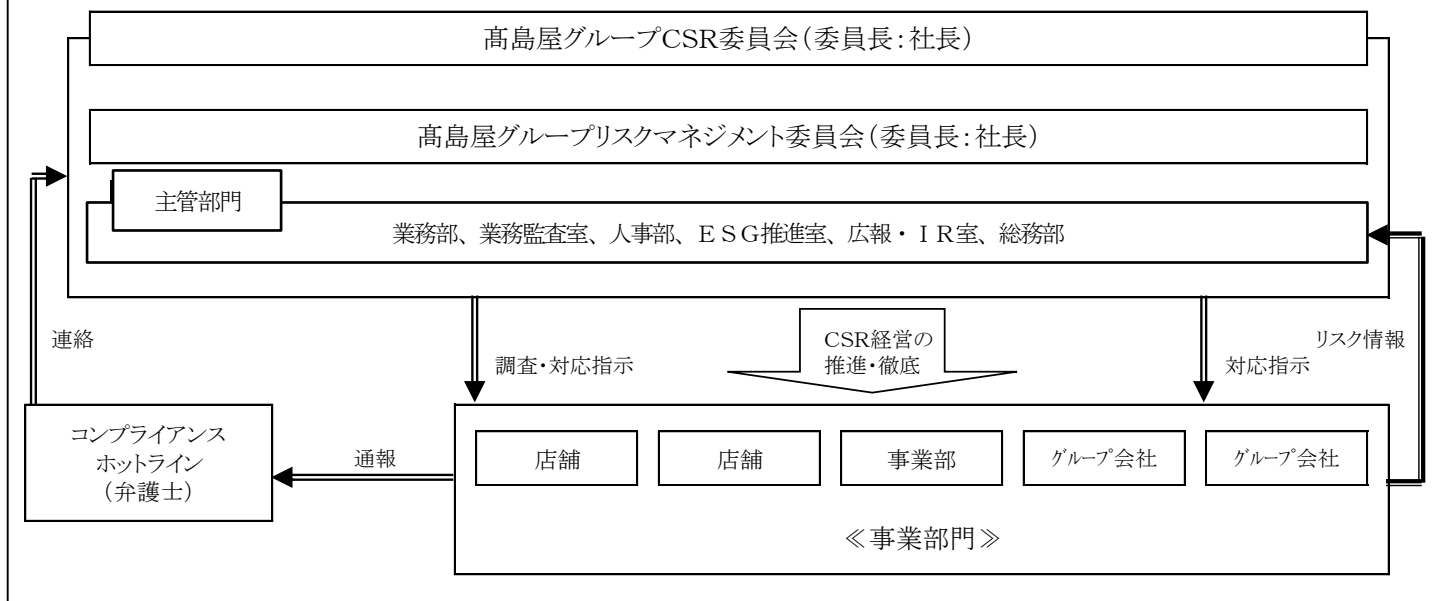 髙島屋グループCSR委員会(委員長:社長)
髙島屋グループリスクマネジメント委員会(委員長:社長)
主管部門
業務部、業務監査室、人事部、ESG推進室、広報・IR室、総務部
連絡
調査・対応指示
CSR経営の
推進・徹底
対応指示
リスク情報
コンプライアンス
ホットライン
(弁護士)
通報
店舗
店舗
事業部
グループ会社
グループ会社
≪事業部門≫